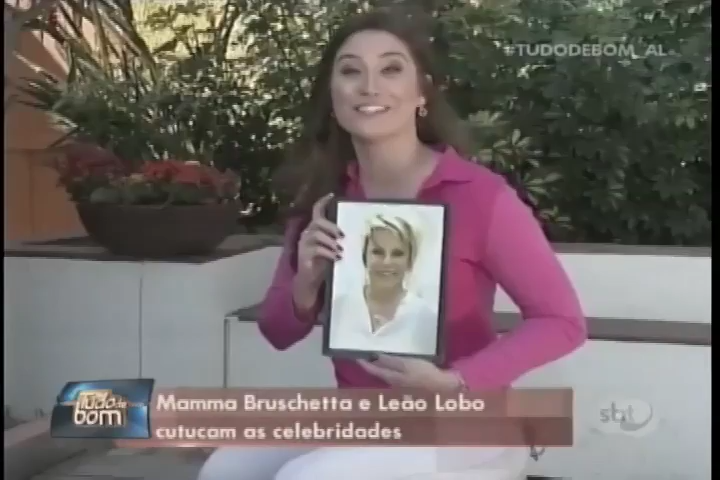 #TUDODEBOM_AL
Tudo de
bom
Mamma Bruschetta e Leão Lobo
cutucam as celebridades
sbt